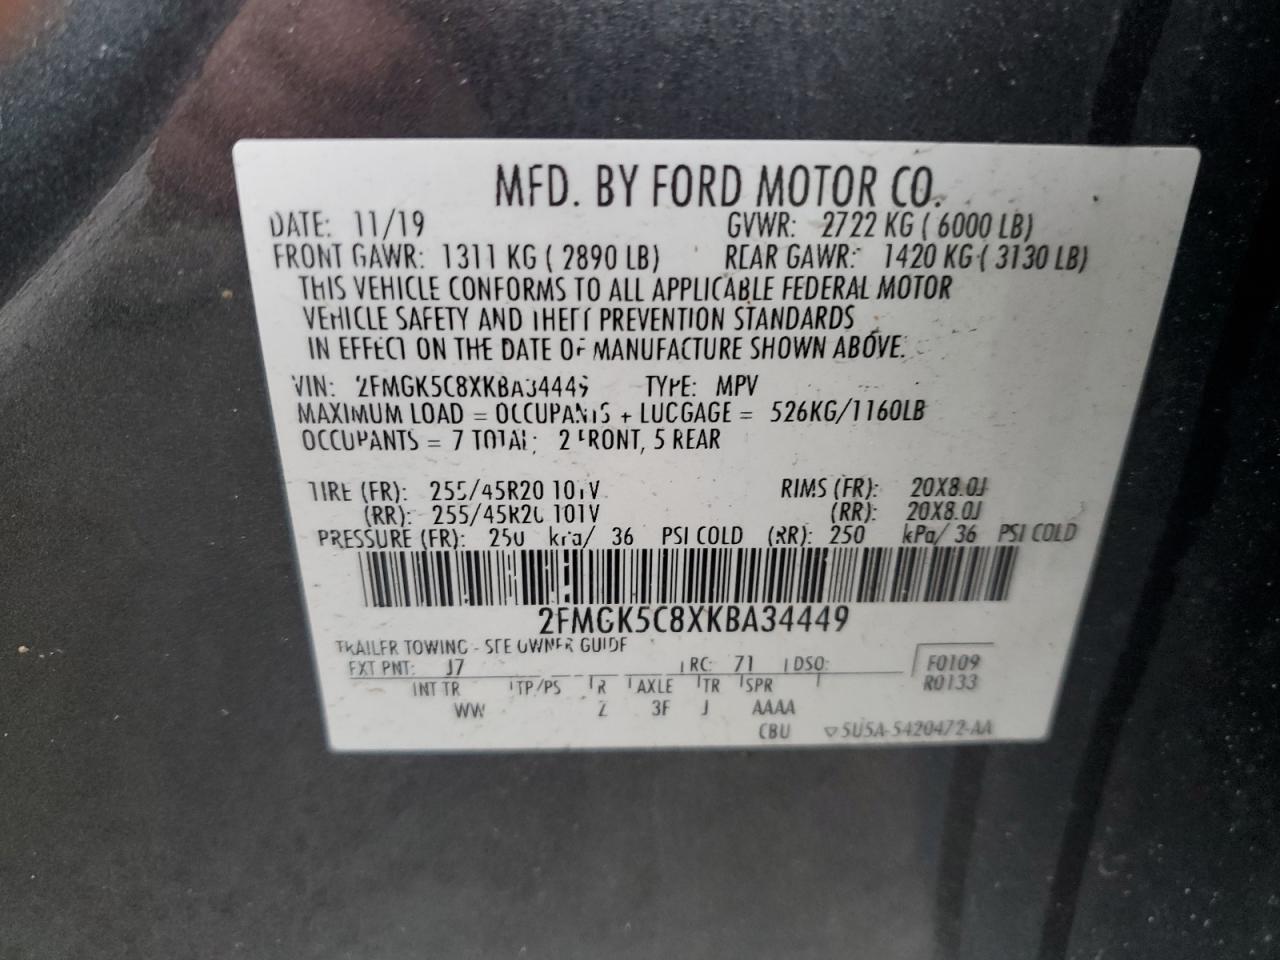 MFD. BY FORD MOTOR CO.
DATE: 11/19 GVWR: 2722 KG ( 6000 LB)
FRONT GAWR: 1311 KG ( 2890 LB) REAR GAWR: 1420 KG ( 3130 LB)
THIS VEHICLE CONFORMS TO ALL APPLICABLE FEDERAL MOTOR
VEHICLE SAFETY AND THEFT PREVENTION STANDARDS
IN EFFECT ON THE DATE OF MANUFACTURE SHOWN ABOVE.
VIN: 2FMGK5C8XKBA34449 TYPE: MPV
MAXIMUM LOAD = OCCUPANTS + LUGGAGE = 526KG/1160LB
OCCUPANTS = 7 TOTAL: 2 FRONT, 5 REAR
TIRE (FR): 255/45R20 101V RIMS (FR): 20X8.0J
(RR): 255/45R20 101V (RR): 20X8.0J
PRESSURE (FR): 250 kPa/ 36 PSI COLD (RR): 250 kPa/ 36 PSI COLD
2FMGK5C8XKBA34449
TRAILER TOWING - SEE OWNER GUIDE
EXT PNT: J7 RC: 71 DSO: F0109
INT TR TP/PS R AXLE TR SPR R0133
WW 2 3F J AAAA
CBU ▽5U5A-5420472-AA